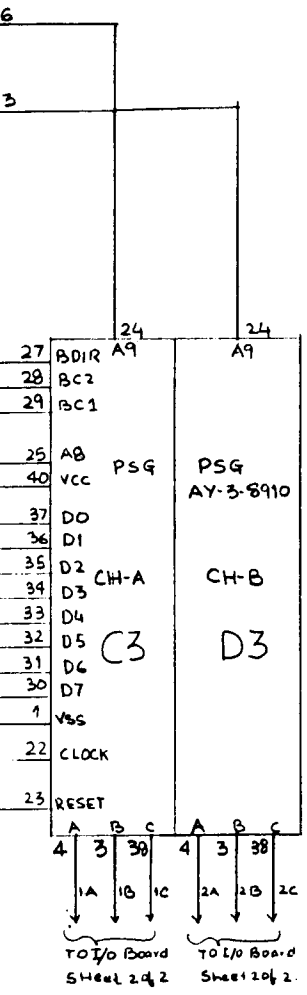 6
3
24 24
A9 A9
27 BDIR
28 BC2
29 BC1
25 A8 PSG PSG
40 VCC AY-3-8910
37 D0
36 D1
35 D2 CH-A CH-B
34 D3
33 D4
32 D5 C3 D3
31 D6
30 D7
1 VSS
22 CLOCK
23 RESET
A B C A B C
4 3 38 4 3 38
1A 1B 1C 2A 2B 2C
TO I/O Board TO I/O Board
Sheet 2 of 2 Sheet 2 of 2.